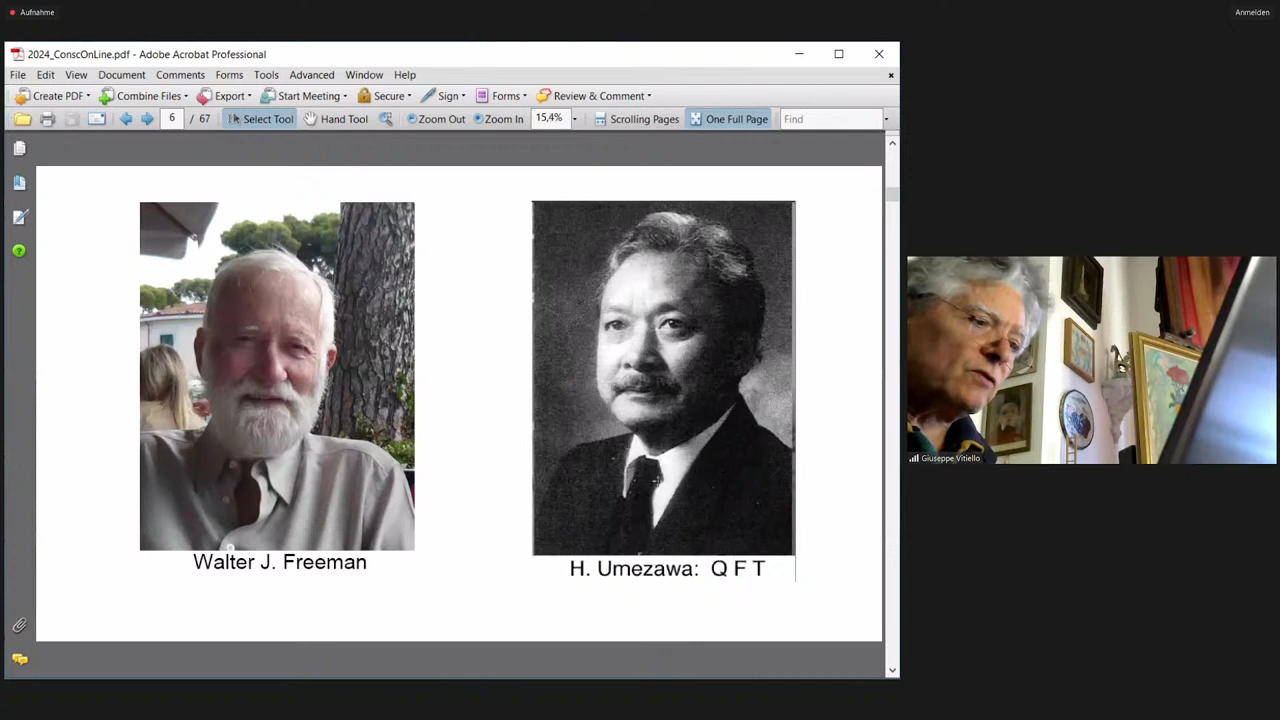 Aufnahme
Anmelden
2024_ConscOnLine.pdf - Adobe Acrobat Professional
File Edit View Document Comments Forms Tools Advanced Window Help
Create PDF Combine Files Export Start Meeting Secure Sign Forms Review & Comment
6 / 67 Select Tool Hand Tool Zoom Out Zoom In 15,4% Scrolling Pages One Full Page Find
Walter J. Freeman
H. Umezawa: Q F T
Giuseppe Vitiello